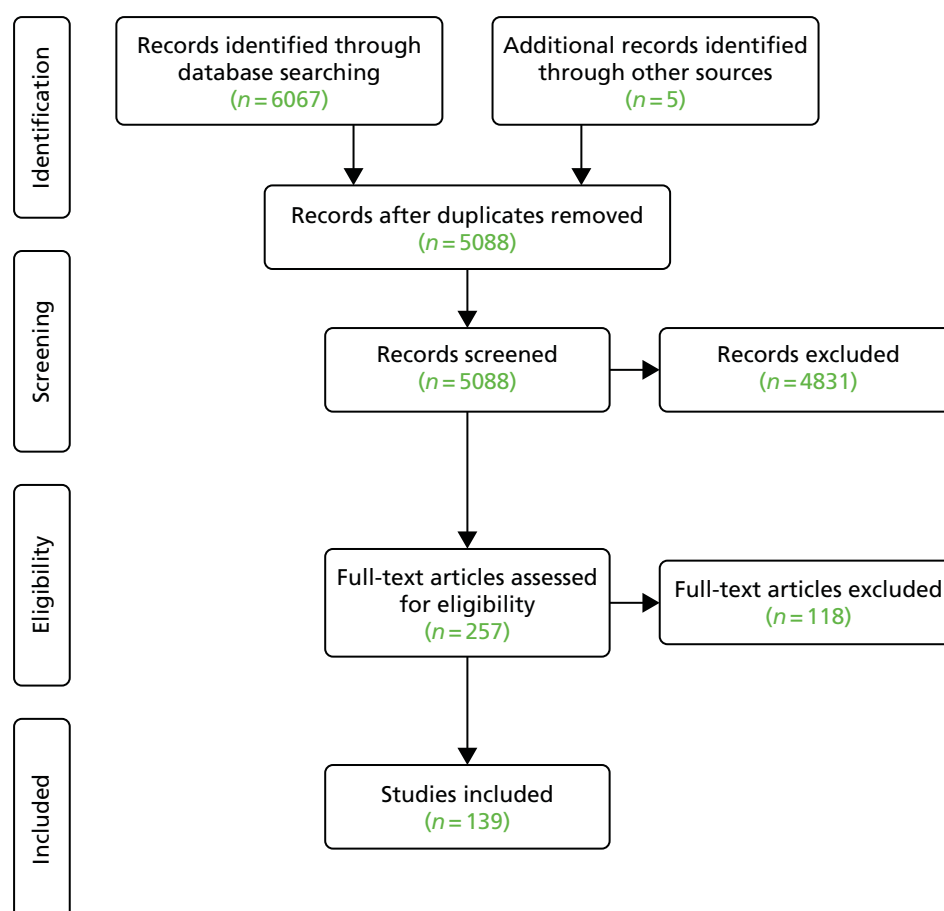 Identification
Records identified through
database searching
(n = 6067)
Additional records identified
through other sources
(n = 5)
Records after duplicates removed
(n = 5088)
Screening
Records screened
(n = 5088)
Records excluded
(n = 4831)
Eligibility
Full-text articles assessed
for eligibility
(n = 257)
Full-text articles excluded
(n = 118)
Included
Studies included
(n = 139)